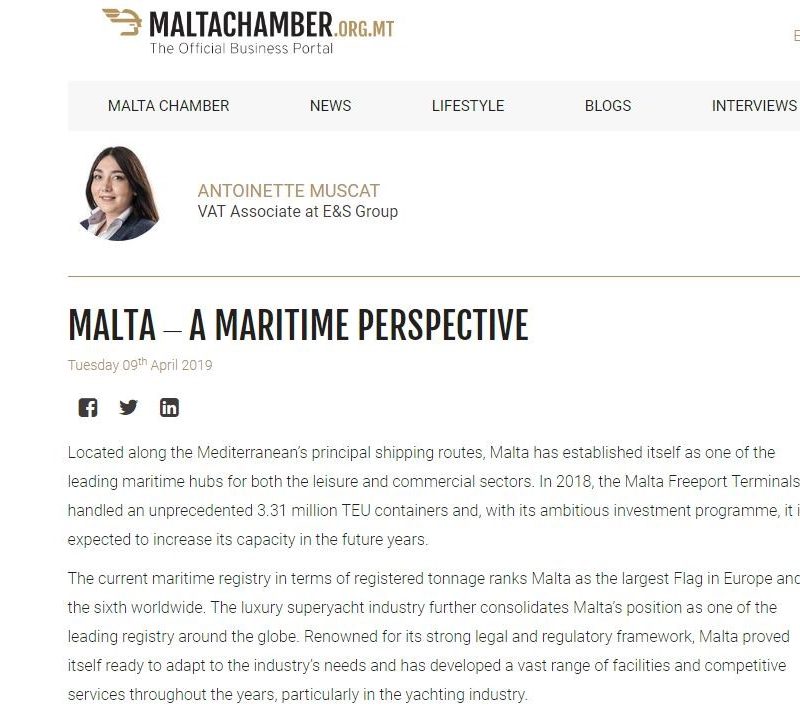 MALTACHAMBER.ORG.MT
The Official Business Portal
MALTA CHAMBER NEWS LIFESTYLE BLOGS INTERVIEWS
ANTOINETTE MUSCAT
VAT Associate at E&S Group
MALTA – A MARITIME PERSPECTIVE
Tuesday 09th April 2019
Located along the Mediterranean's principal shipping routes, Malta has established itself as one of the
leading maritime hubs for both the leisure and commercial sectors. In 2018, the Malta Freeport Terminals
handled an unprecedented 3.31 million TEU containers and, with its ambitious investment programme, it i
expected to increase its capacity in the future years.
The current maritime registry in terms of registered tonnage ranks Malta as the largest Flag in Europe and
the sixth worldwide. The luxury superyacht industry further consolidates Malta's position as one of the
leading registry around the globe. Renowned for its strong legal and regulatory framework, Malta proved
itself ready to adapt to the industry's needs and has developed a vast range of facilities and competitive
services throughout the years, particularly in the yachting industry.